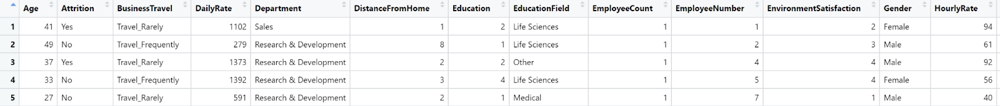 Age Attrition BusinessTravel DailyRate Department DistanceFromHome Education EducationField EmployeeCount EmployeeNumber EnvironmentSatisfaction Gender HourlyRate
1 41 Yes Travel_Rarely 1102 Sales 1 2 Life Sciences 1 1 2 Female 94
2 49 No Travel_Frequently 279 Research & Development 8 1 Life Sciences 1 2 3 Male 61
3 37 Yes Travel_Rarely 1373 Research & Development 2 2 Other 1 4 4 Male 92
4 33 No Travel_Frequently 1392 Research & Development 3 4 Life Sciences 1 5 4 Female 56
5 27 No Travel_Rarely 591 Research & Development 2 1 Medical 1 7 1 Male 40